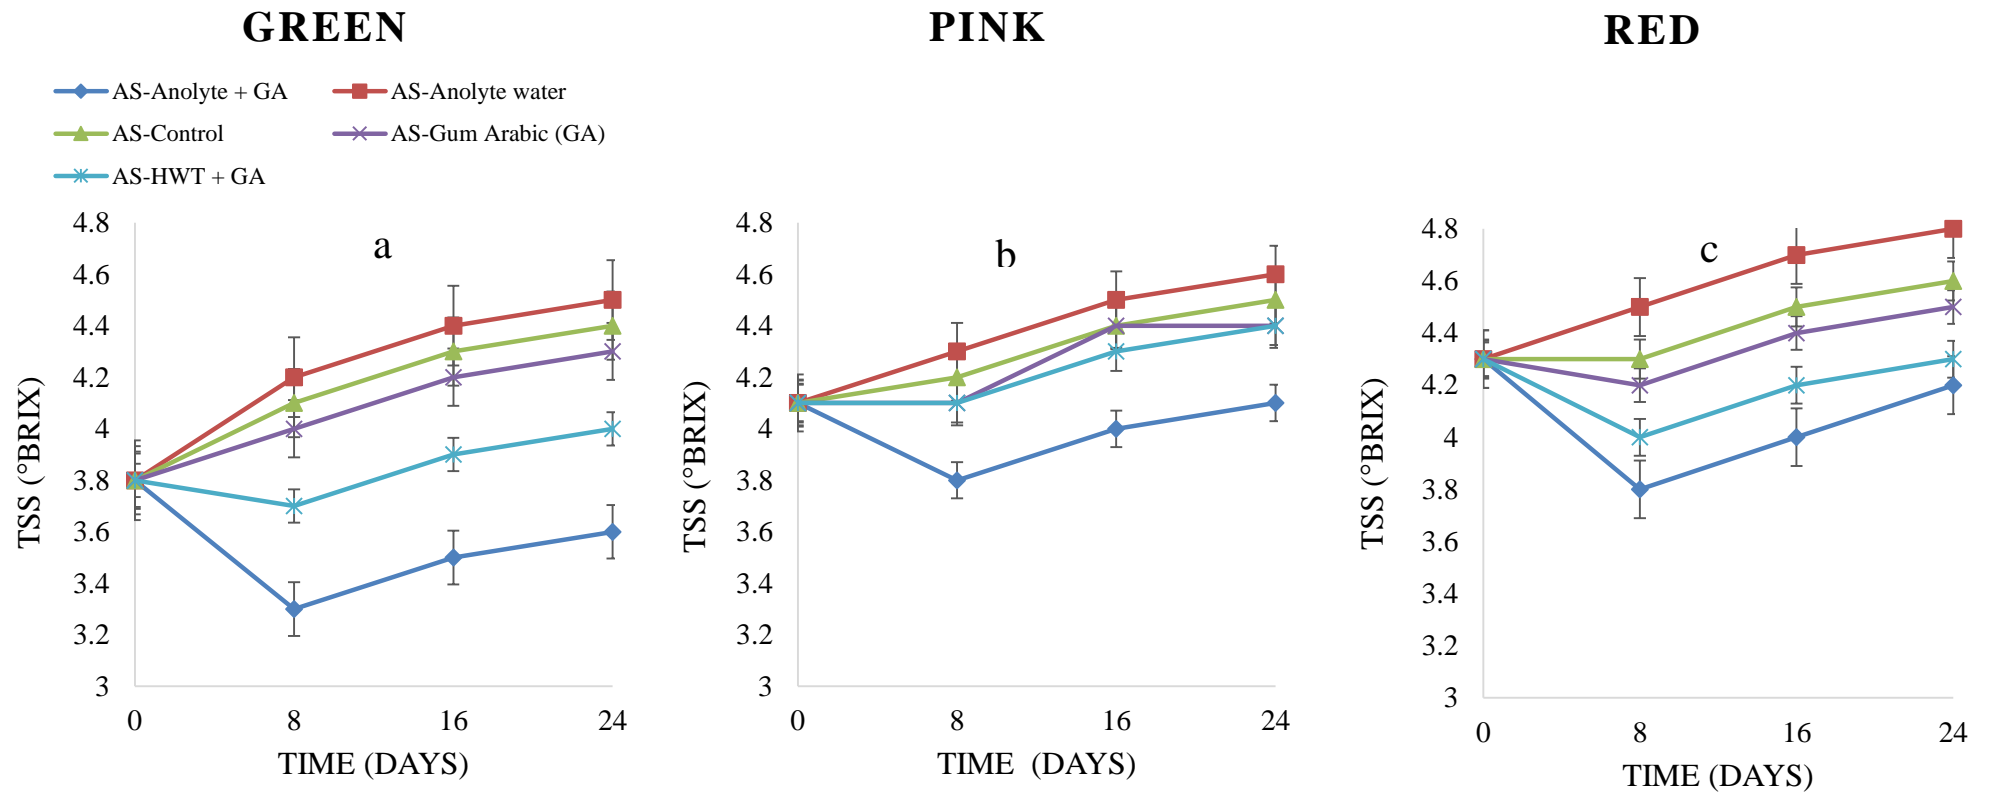 GREEN
PINK
RED
AS-Anolyte + GA
AS-Anolyte water
AS-Control
AS-Gum Arabic (GA)
AS-HWT + GA
a
4.8
4.6
4.4
4.2
4
3.8
3.6
3.4
3.2
3
TSS (°BRIX)
0 8 16 24
TIME (DAYS)
b
4.8
4.6
4.4
4.2
4
3.8
3.6
3.4
3.2
3
TSS (°BRIX)
0 8 16 24
TIME (DAYS)
c
4.8
4.6
4.4
4.2
4
3.8
3.6
3.4
3.2
3
TSS (°BRIX)
0 8 16 24
TIME (DAYS)